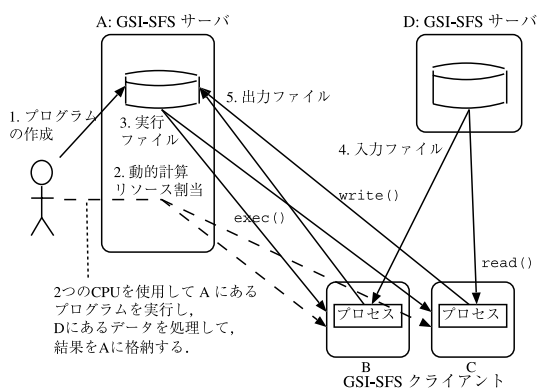 A: GSI-SFS サーバ
D: GSI-SFS サーバ
1. プログラム
の作成
3. 実行
ファイル
5. 出力ファイル
4. 入力ファイル
2. 動的計算
リソース割当
write()
exec()
read()
2つのCPUを使用して A にある
プログラムを実行し，
Dにあるデータを処理して，
結果をAに格納する．
プロセス
プロセス
B
C
GSI-SFS クライアント